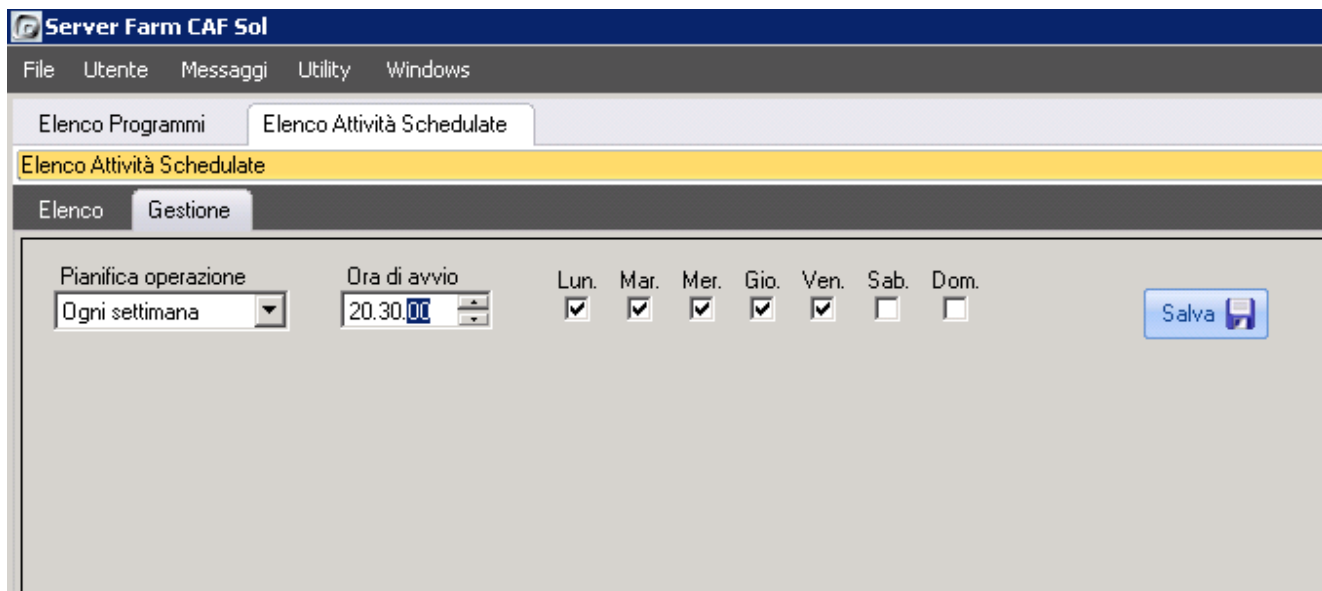 Server Farm CAF Sol
File Utente Messaggi Utility Windows
Elenco Programmi Elenco Attività Schedulate
Elenco Attività Schedulate
Elenco Gestione
Pianifica operazione Ora di avvio Lun. Mar. Mer. Gio. Ven. Sab. Dom.
Ogni settimana 20.30.00 Salva